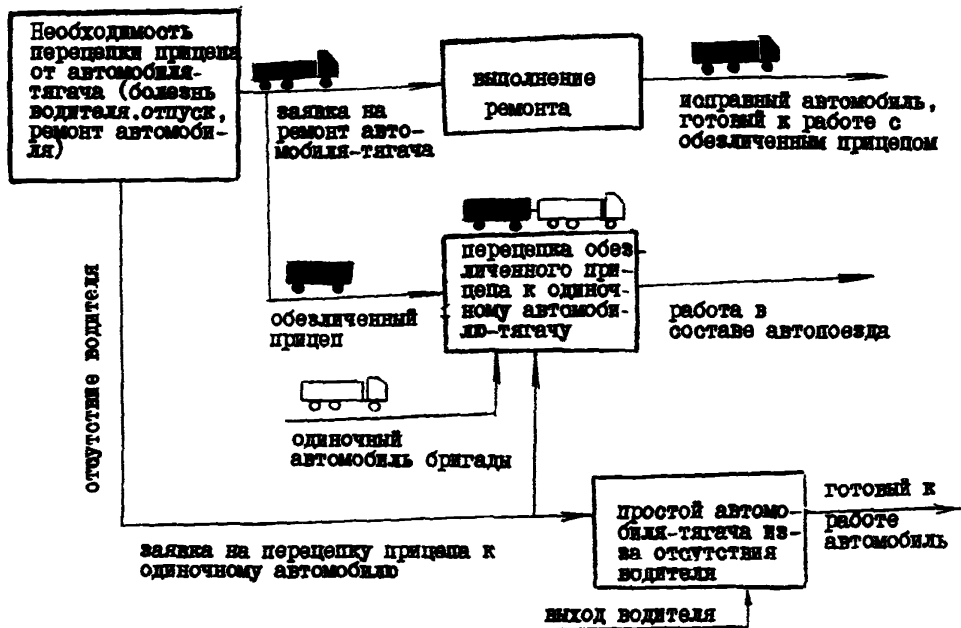 Необходимость
перецепки прицепа
от автомобиля-
тягача (болезнь
водителя.отпуск,
ремонт автомоби-
ля)
заявка на
ремонт авто-
мобиля-тягача
выполнение
ремонта
исправный автомобиль,
готовый к работе с
обезличенным прицепом
обезличенный
прицеп
перецепка обез-
личенного при-
цепа к одиноч-
ному автомоби-
лю-тягачу
работа в
составе автопоезда
одиночный
автомобиль бригады
отсутствие водителя
заявка на перецепку прицепа к
одиночному автомобилю
простой автомо-
биля-тягача из-
за отсутствия
водителя
готовый к
работе
автомобиль
выход водителя